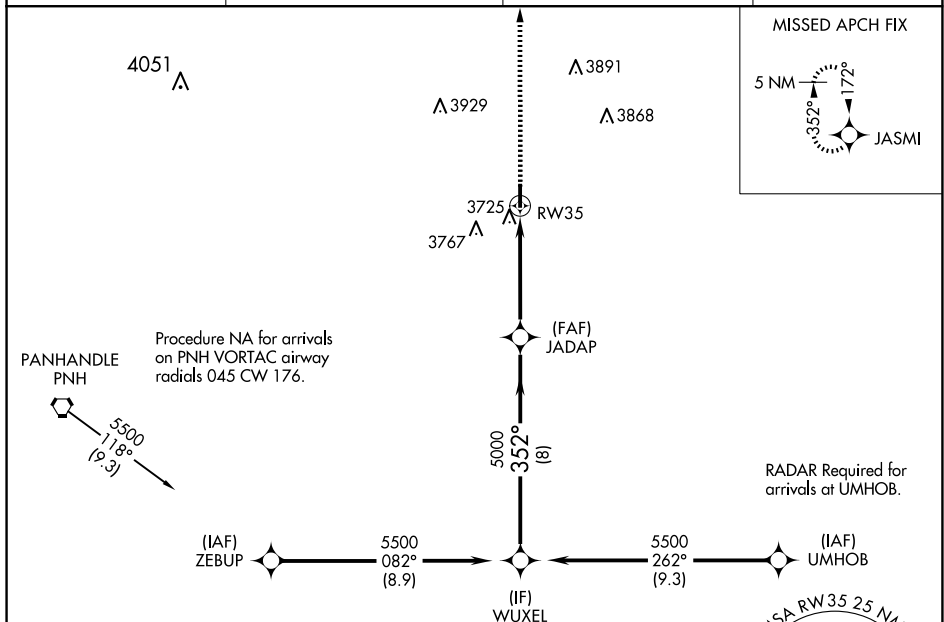 MISSED APCH FIX
4051
3891
3929
3868
5 NM
172°
352°
JASMI
3725
RW35
3767
(FAF)
JADAP
Procedure NA for arrivals
on PNH VORTAC airway
radials 045 CW 176.
PANHANDLE
PNH
5500
118°
(9.3)
5000
352°
(8)
RADAR Required for
arrivals at UMHOB.
(IAF)
ZEBUP
5500
082°
(8.9)
5500
262°
(9.3)
(IAF)
UMHOB
(IF)
WUXEL
RW35 25